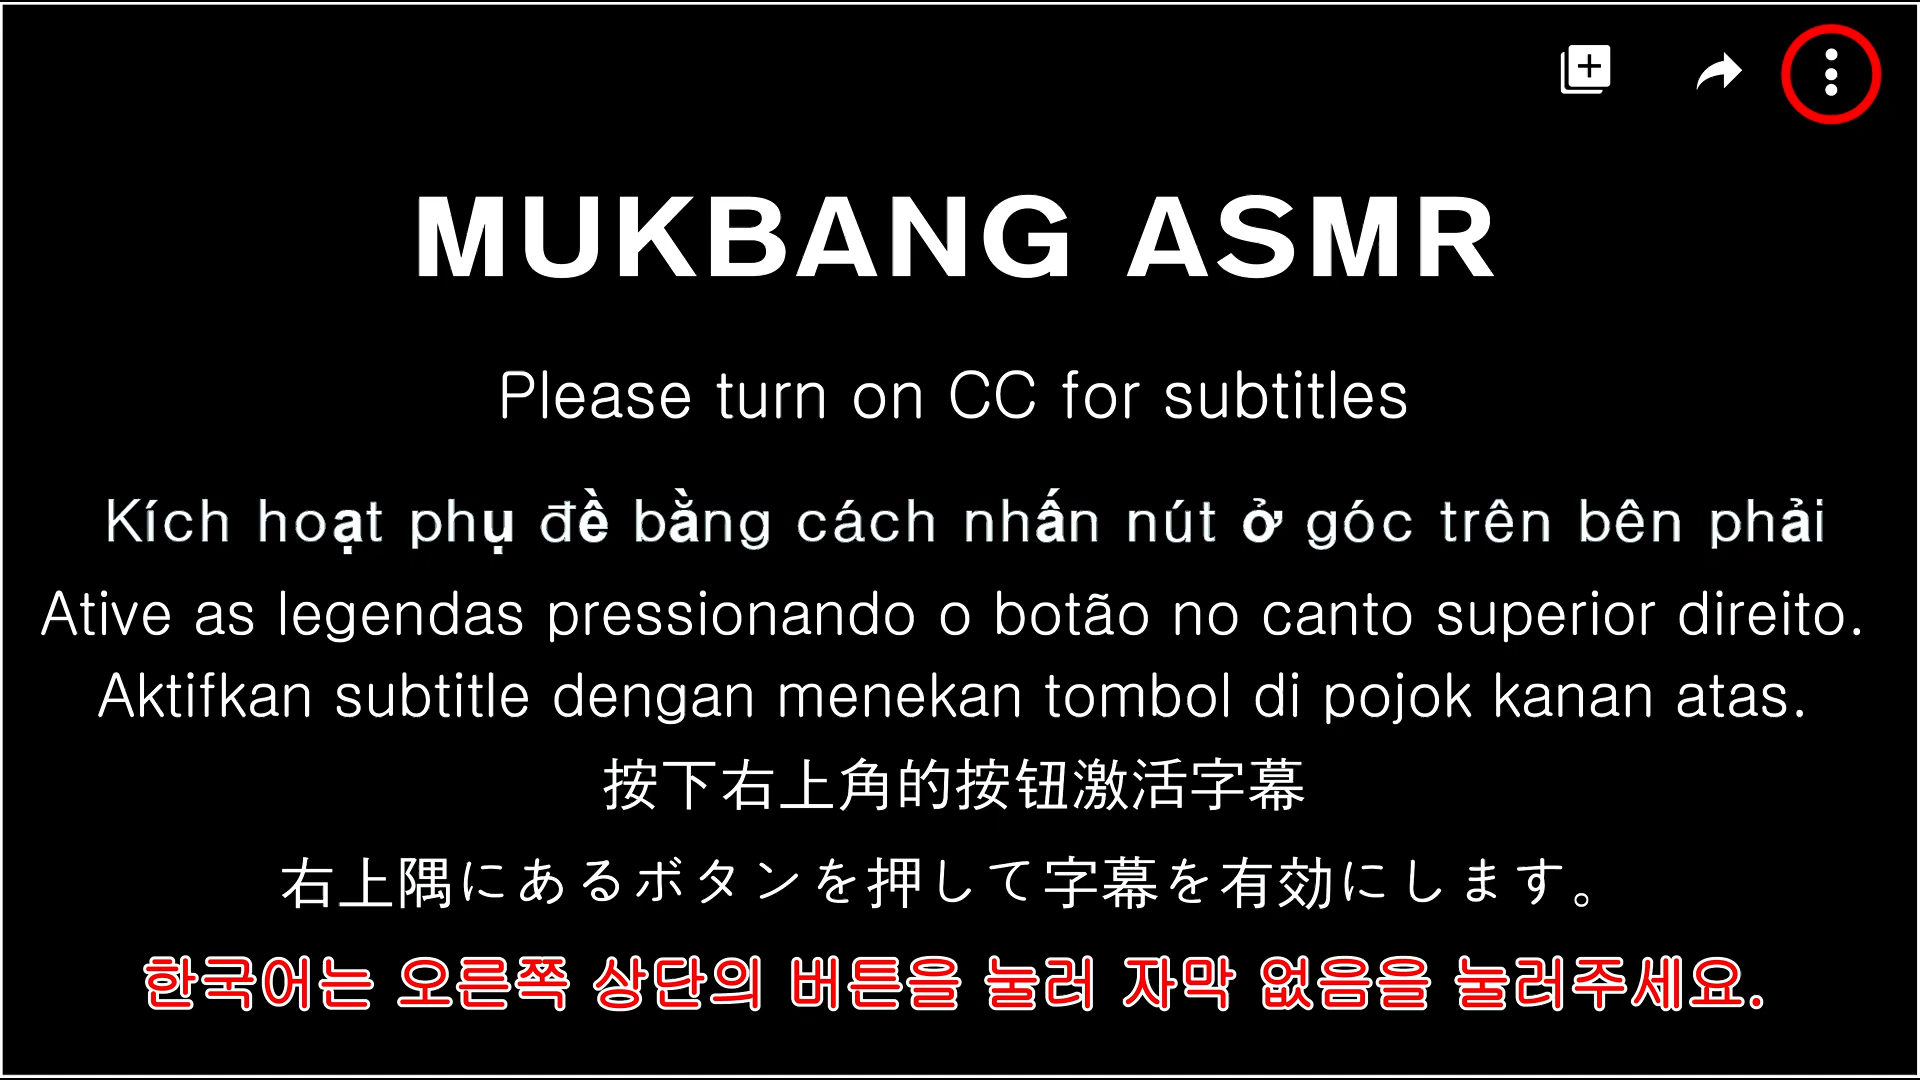 MUKBANG ASMR
Please turn on CC for subtitles
Kích hoạt phụ đề bằng cách nhấn nút ở góc trên bên phải
Ative as legendas pressionando o botão no canto superior direito.
Aktifkan subtitle dengan menekan tombol di pojok kanan atas.
按下右上角的按钮激活字幕
右上隅にあるボタンを押して字幕を有効にします。
한국어는 오른쪽 상단의 버튼을 눌러 자막 없음을 눌러주세요.